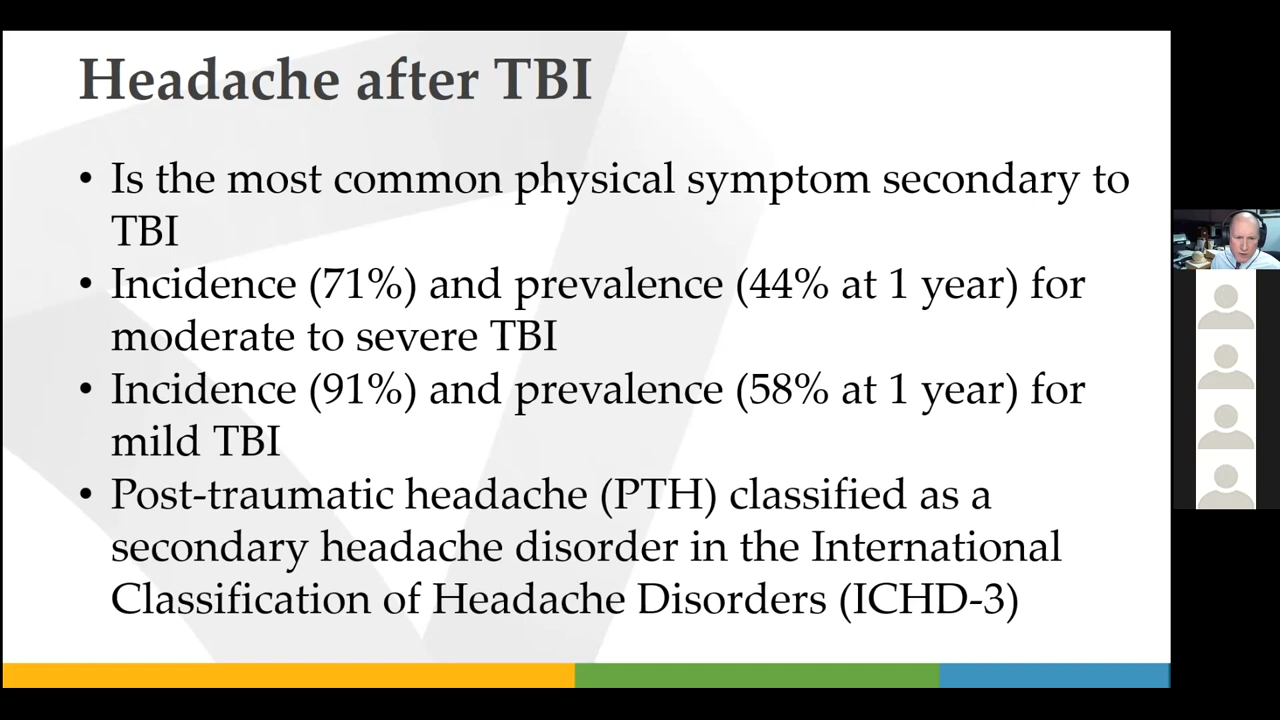 Headache after TBI
• Is the most common physical symptom secondary to
TBI
• Incidence (71%) and prevalence (44% at 1 year) for
moderate to severe TBI
• Incidence (91%) and prevalence (58% at 1 year) for
mild TBI
• Post-traumatic headache (PTH) classified as a
secondary headache disorder in the International
Classification of Headache Disorders (ICHD-3)